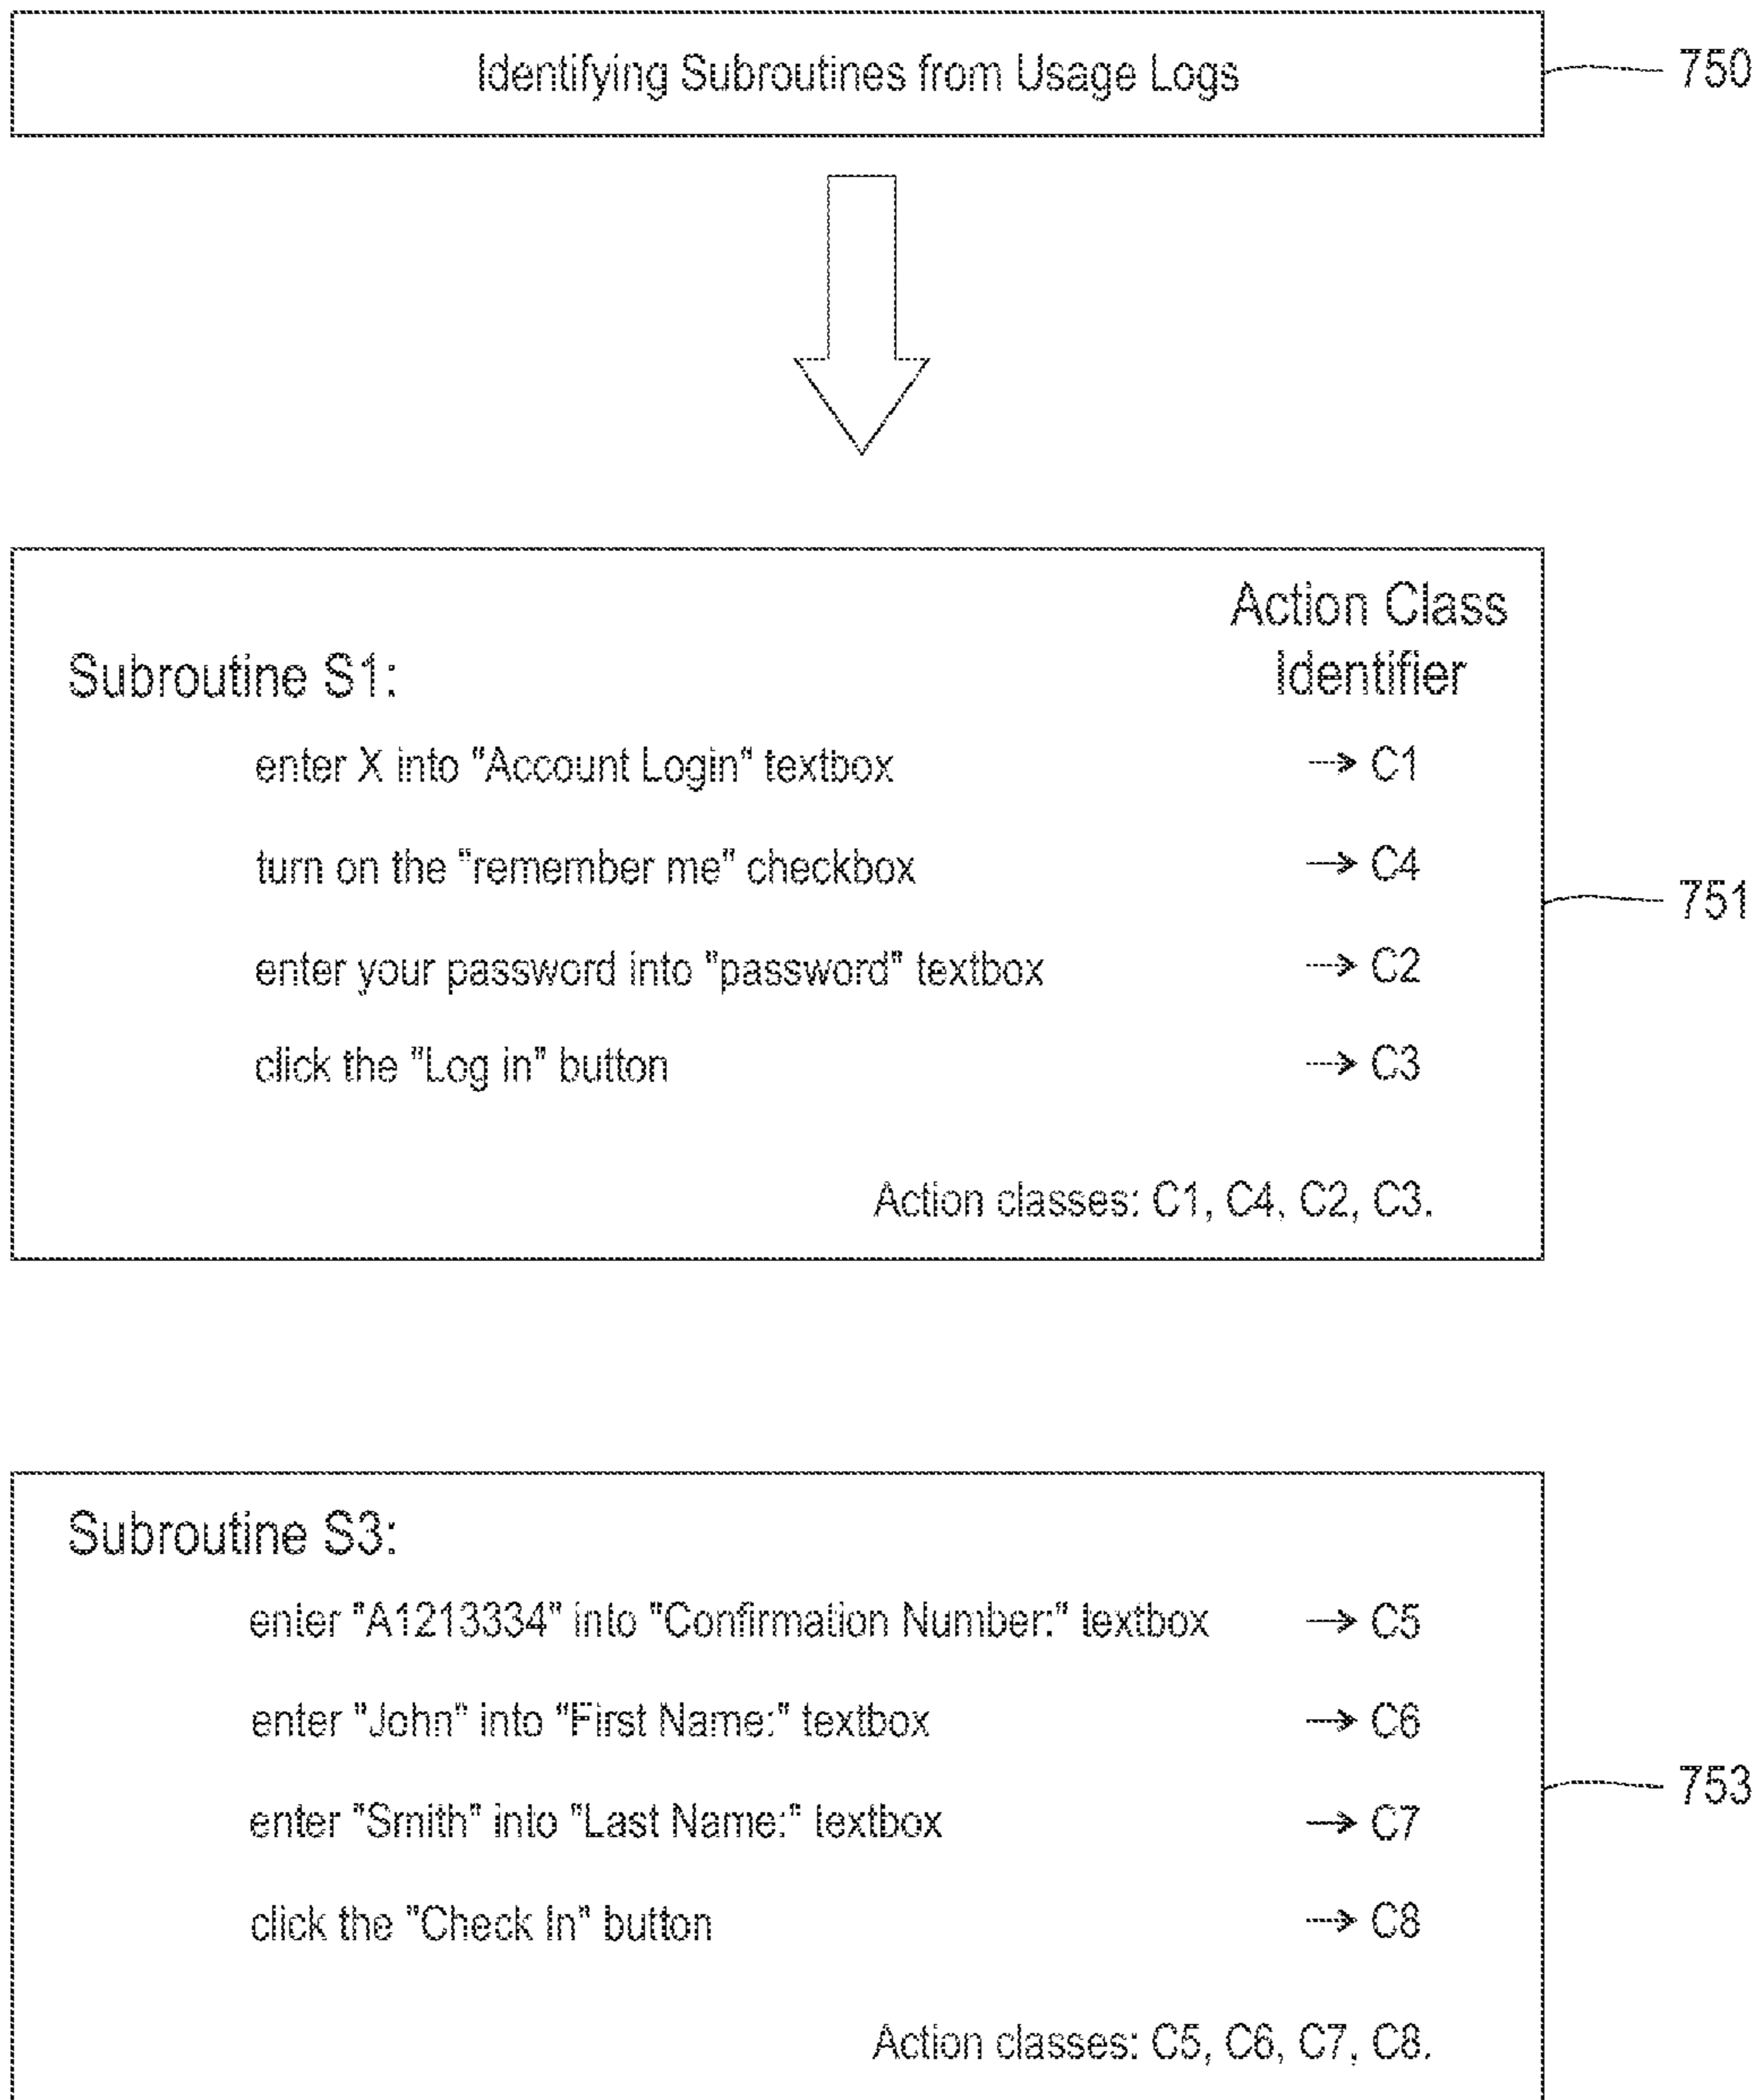 Identifying Subroutines from Usage Logs
750
Action Class
Subroutine S1:
Identifier
enter X into "Account Login" textbox → C1
turn on the "remember me" checkbox → C4
751
enter your password into "password" textbox → C2
click the "Log in" button → C3
Action classes: C1, C4, C2, C3.
Subroutine S3:
enter "A1213334" into "Confirmation Number:" textbox → C5
enter "John" into "First Name:" textbox → C6
753
enter "Smith" into "Last Name:" textbox → C7
click the "Check In" button → C8
Action classes: C5, C6, C7, C8.